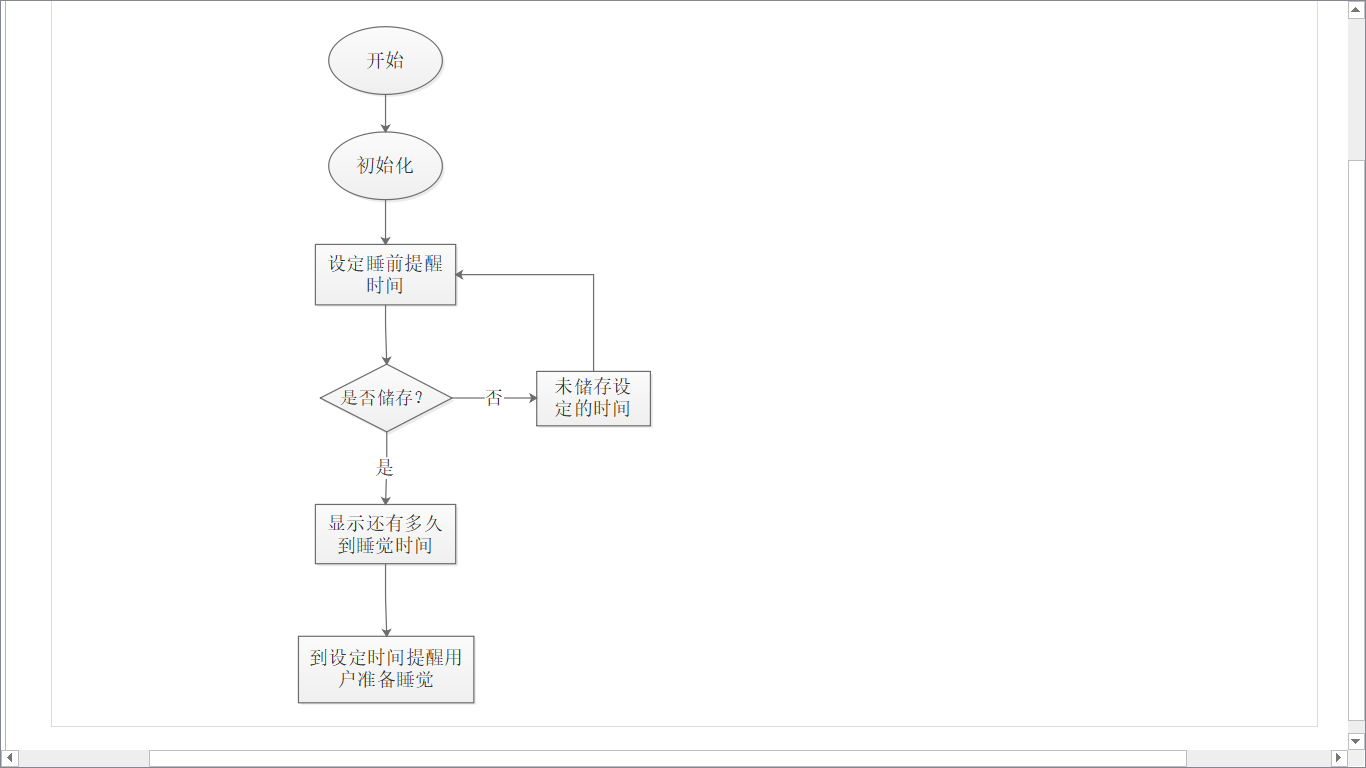 开始
初始化
设定睡前提醒
时间
是否储存？
否
未储存设
定的时间
是
显示还有多久
到睡觉时间
到设定时间提醒用
户准备睡觉